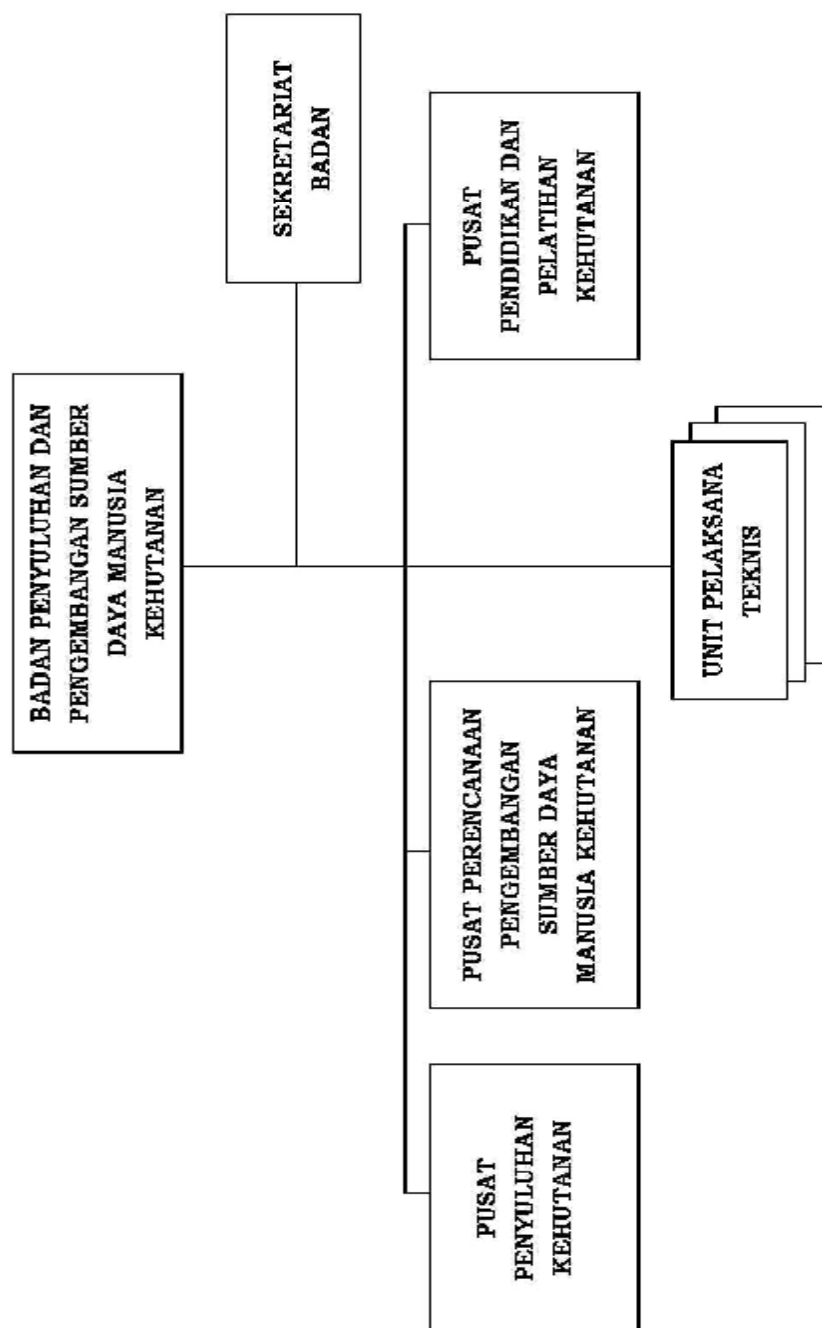 BADAN PENYULUHAN DAN
PENGEMBANGAN SUMBER
DAYA MANUSIA
KEHUTANAN
SEKRETARIAT
BADAN
PUSAT
PENYULUHAN
KEHUTANAN
PUSAT PERENCANAAN
PENGEMBANGAN
SUMBER DAYA
MANUSIA KEHUTANAN
PUSAT
PENDIDIKAN DAN
PELATIHAN
KEHUTANAN
UNIT PELAKSANA
TEKNIS